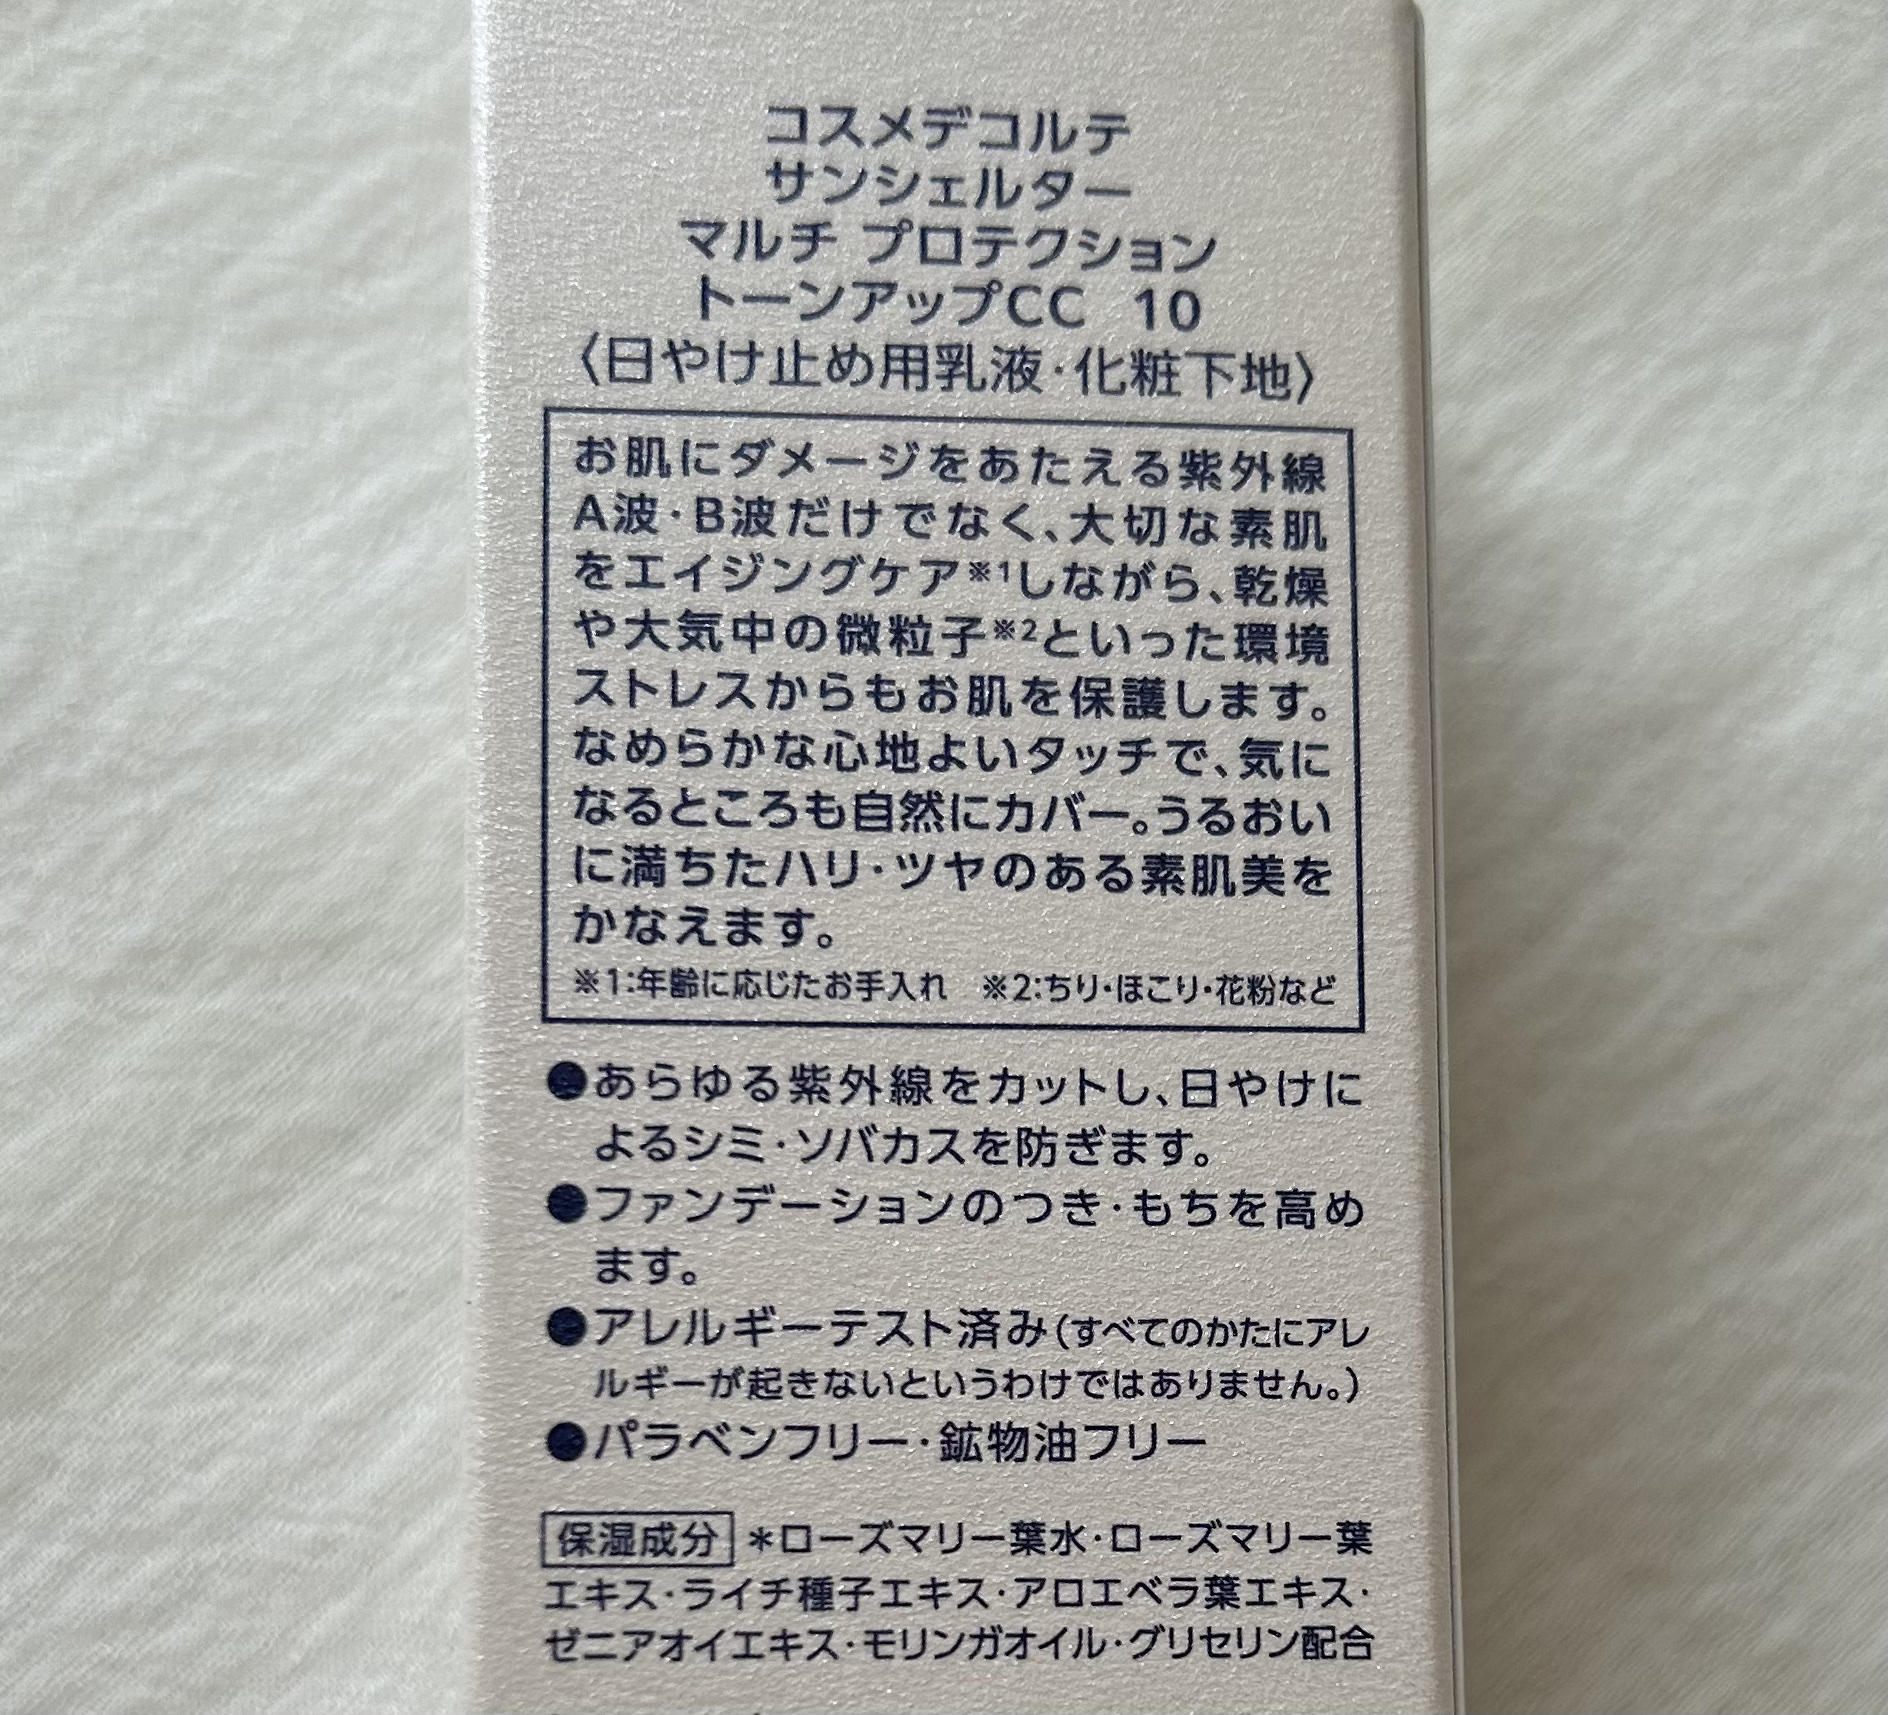 コスメデコルテ
サンシェルター
マルチ プロテクション
トーンアップCC 10
〈日やけ止め用乳液・化粧下地〉
お肌にダメージをあたえる紫外線
A波・B波だけでなく、大切な素肌
をエイジングケア※1しながら、乾燥
や大気中の微粒子※2といった環境
ストレスからもお肌を保護します。
なめらかな心地よいタッチで、気に
なるところも自然にカバー。うるおい
に満ちたハリ・ツヤのある素肌美を
かなえます。
※1:年齢に応じたお手入れ ※2:ちり・ほこり・花粉など
●あらゆる紫外線をカットし、日やけに
よるシミ・ソバカスを防ぎます。
●ファンデーションのつき・もちを高め
ます。
●アレルギーテスト済み(すべてのかたにアレ
ルギーが起きないというわけではありません。)
●パラベンフリー・鉱物油フリー
保湿成分 *ローズマリー葉水・ローズマリー葉
エキス・ライチ種子エキス・アロエベラ葉エキス・
ゼニアオイエキス・モリンガオイル・グリセリン配合